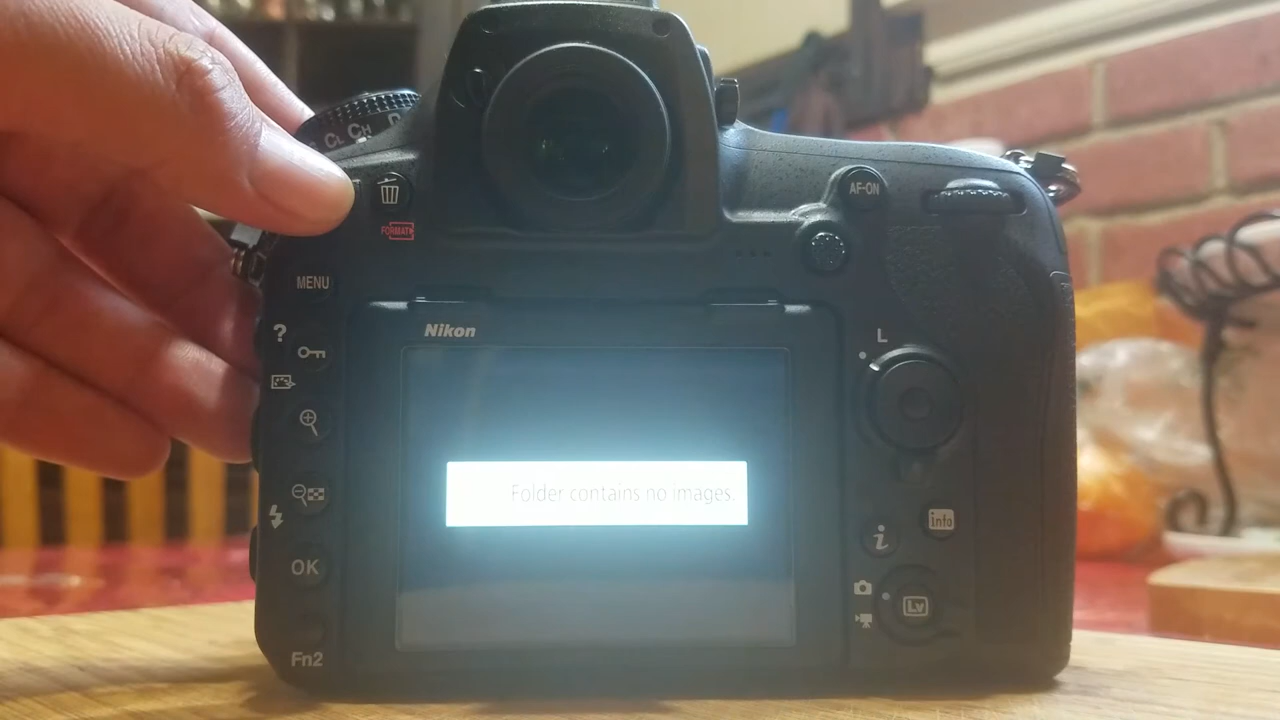 CL CH
FORMAT
AF-ON
MENU
Nikon
?
L
Folder contains no images.
info
i
OK
Lv
Fn2